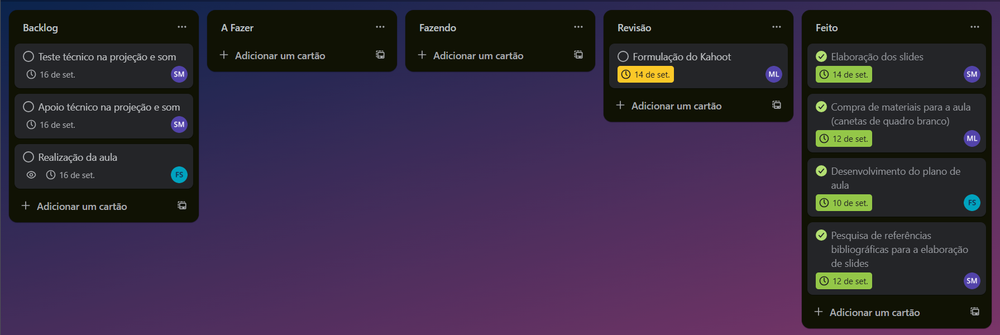 Backlog
Teste técnico na projeção e som
16 de set.
SM
Apoio técnico na projeção e som
16 de set.
SM
Realização da aula
16 de set.
FS
Adicionar um cartão
A Fazer
Adicionar um cartão
Fazendo
Adicionar um cartão
Revisão
Formulação do Kahoot
14 de set.
ML
Adicionar um cartão
Feito
Elaboração dos slides
14 de set.
SM
Compra de materiais para a aula
(canetas de quadro branco)
12 de set.
ML
Desenvolvimento do plano de
aula
10 de set.
FS
Pesquisa de referências
bibliográficas para a elaboração
de slides
12 de set.
SM
Adicionar um cartão